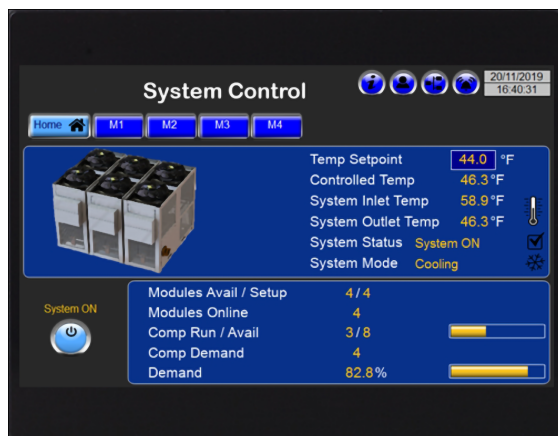 System Control
20/11/2019
16:40:31
Home M1 M2 M3 M4
Temp Setpoint 44.0 °F
Controlled Temp 46.3 °F
System Inlet Temp 58.9 °F
System Outlet Temp 46.3 °F
System Status System ON
System Mode Cooling
System ON
Modules Avail / Setup 4 / 4
Modules Online 4
Comp Run / Avail 3 / 8
Comp Demand 4
Demand 82.8 %